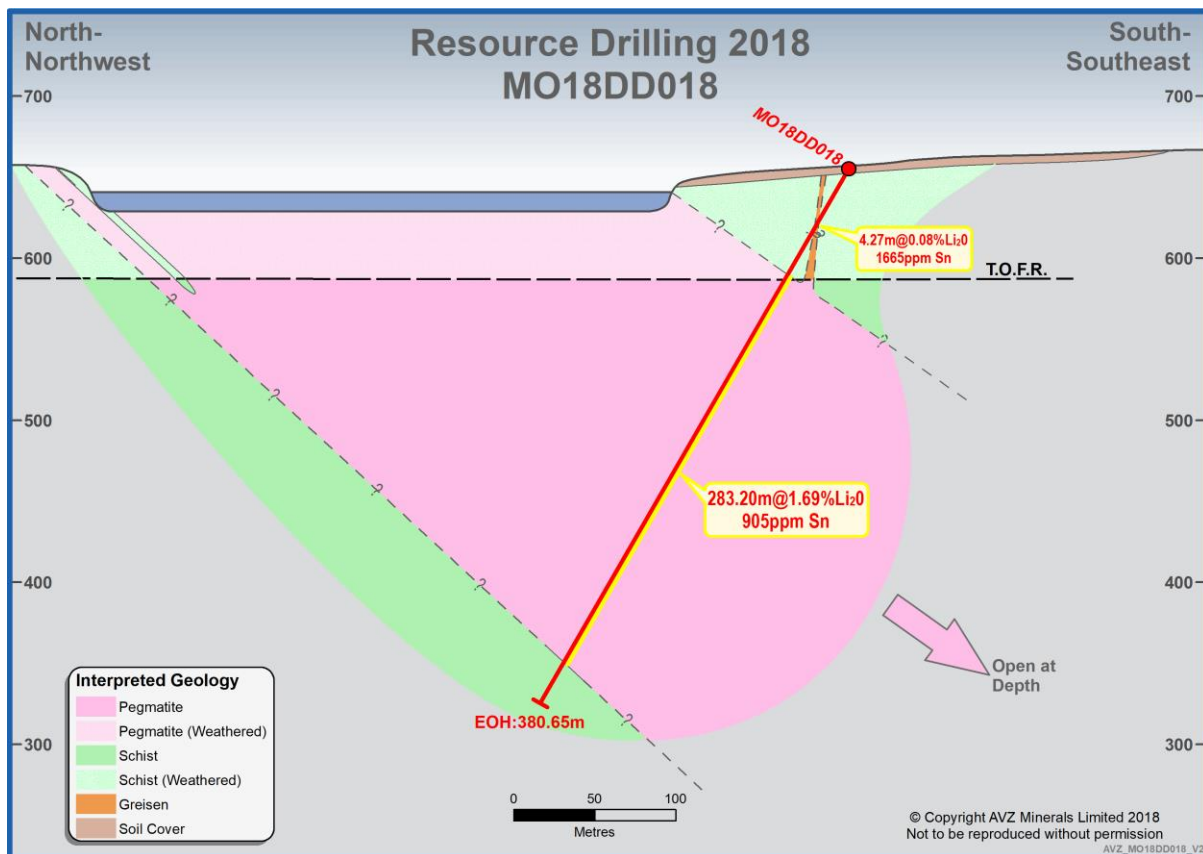 North-
Northwest
Resource Drilling 2018
MO18DD018
South-
Southeast
700
700
MO18DD018
?
?
?
4.27m@0.08%Li₂0
1665ppm Sn
600
600
T.O.F.R.
?
?
?
500
500
?
283.20m@1.69%Li₂0
905ppm Sn
400
400
?
Open at
Depth
EOH:380.65m
?
300
300
Interpreted Geology
Pegmatite
Pegmatite (Weathered)
Schist
Schist (Weathered)
Greisen
Soil Cover
0
50
100
Metres
© Copyright AVZ Minerals Limited 2018
Not to be reproduced without permission
AVZ_MO18DD018_V2